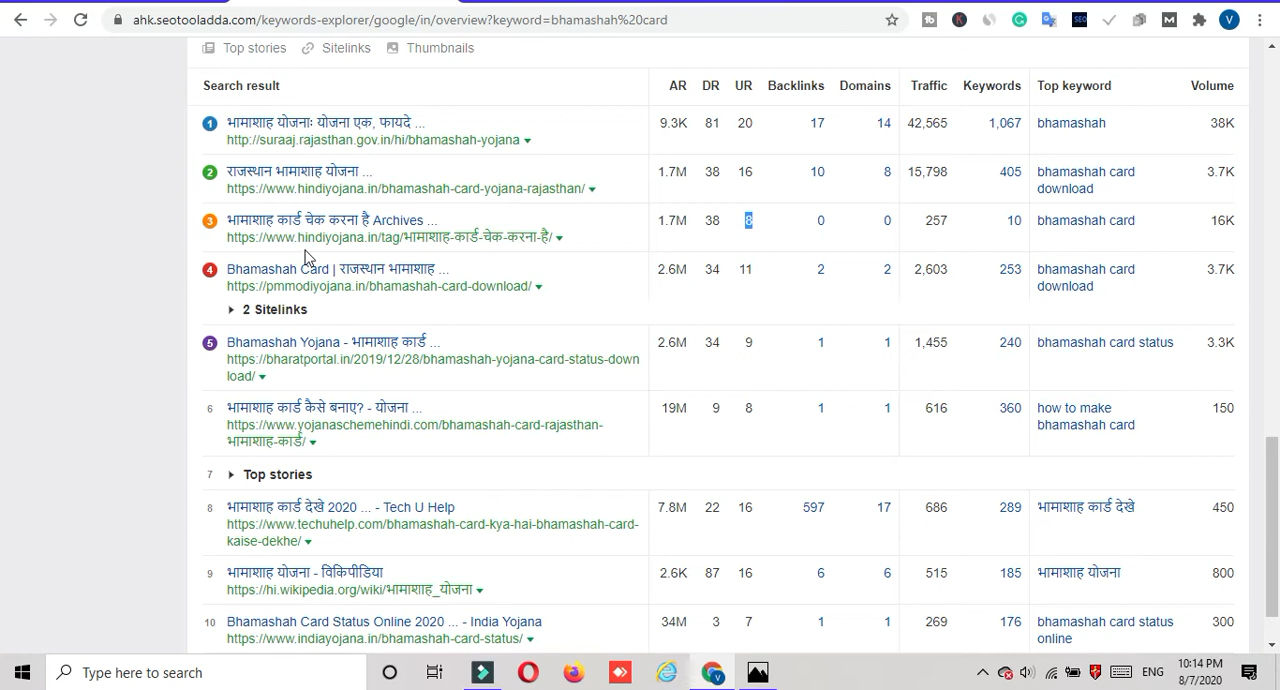 ahk.seotooladda.com/keywords-explorer/google/in/overview?keyword=bhamashah%20card
Top stories Sitelinks Thumbnails
Search result AR DR UR Backlinks Domains Traffic Keywords Top keyword Volume
1 भामाशाह योजनाः योजना एक, फायदे ... 9.3K 81 20 17 14 42,565 1,067 bhamashah 38K
http://suraaj.rajasthan.gov.in/hi/bhamashah-yojana
2 राजस्थान भामाशाह योजना ... 1.7M 38 16 10 8 15,798 405 bhamashah card 3.7K
https://www.hindiyojana.in/bhamashah-card-yojana-rajasthan/ download
3 भामाशाह कार्ड चेक करना है Archives ... 1.7M 38 8 0 0 257 10 bhamashah card 16K
https://www.hindiyojana.in/tag/भामाशाह-कार्ड-चेक-करना-है/
4 Bhamashah Card | राजस्थान भामाशाह ... 2.6M 34 11 2 2 2,603 253 bhamashah card 3.7K
https://pmmodiyojana.in/bhamashah-card-download/ download
2 Sitelinks
5 Bhamashah Yojana - भामाशाह कार्ड ... 2.6M 34 9 1 1 1,455 240 bhamashah card status 3.3K
https://bharatportal.in/2019/12/28/bhamashah-yojana-card-status-down
load/
6 भामाशाह कार्ड कैसे बनाए? - योजना ... 19M 9 8 1 1 616 360 how to make 150
https://www.yojanaschemehindi.com/bhamashah-card-rajasthan- bhamashah card
भामाशाह-कार्ड/
7 Top stories
8 भामाशाह कार्ड देखे 2020 ... - Tech U Help 7.8M 22 16 597 17 686 289 भामाशाह कार्ड देखे 450
https://www.techuhelp.com/bhamashah-card-kya-hai-bhamashah-card-
kaise-dekhe/
9 भामाशाह योजना - विकिपीडिया 2.6K 87 16 6 6 515 185 भामाशाह योजना 800
https://hi.wikipedia.org/wiki/भामाशाह_योजना
10 Bhamashah Card Status Online 2020 ... - India Yojana 34M 3 7 1 1 269 176 bhamashah card status 300
https://www.indiayojana.in/bhamashah-card-status/ online
Type here to search ENG 10:14 PM
8/7/2020